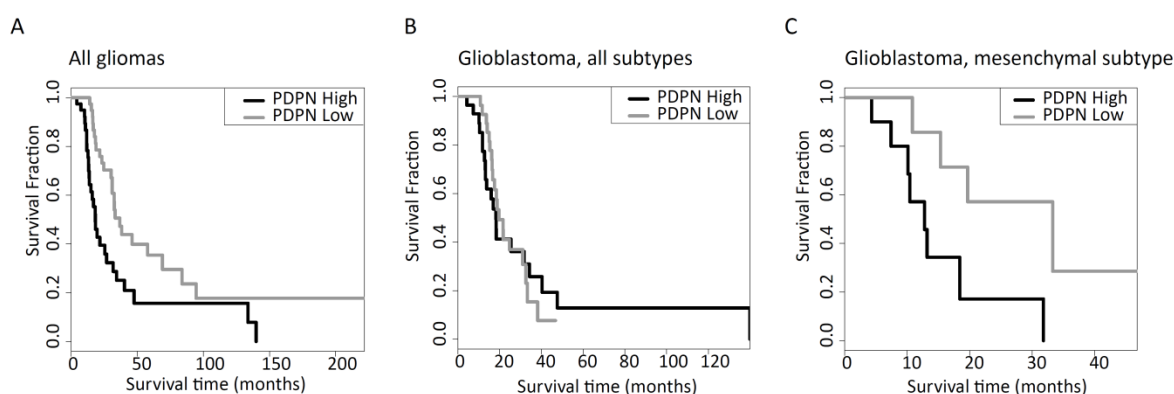 A
All gliomas
PDPN High
PDPN Low
Survival Fraction
0.0 0.2 0.4 0.6 0.8 1.0
0 50 100 150 200
Survival time (months)
B
Glioblastoma, all subtypes
PDPN High
PDPN Low
Survival Fraction
0.0 0.2 0.4 0.6 0.8 1.0
0 20 40 60 80 120
Survival time (months)
C
Glioblastoma, mesenchymal subtype
PDPN High
PDPN Low
Survival Fraction
0.0 0.2 0.4 0.6 0.8 1.0
0 10 20 30 40
Survival time (months)